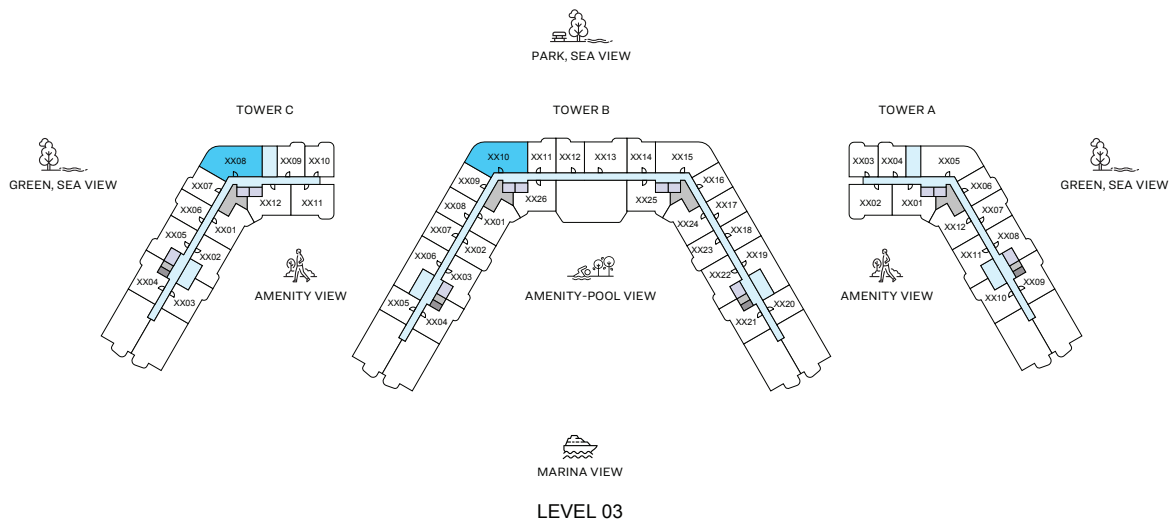 PARK, SEA VIEW
TOWER C
TOWER B
TOWER A
GREEN, SEA VIEW
GREEN, SEA VIEW
XX08
XX09
XX10
XX07
XX06
XX05
XX04
XX12
XX11
XX01
XX02
XX03
AMENITY VIEW
XX10
XX11
XX12
XX13
XX14
XX15
XX09
XX08
XX07
XX06
XX05
XX26
XX01
XX02
XX03
XX04
XX25
XX24
XX23
XX22
XX21
XX16
XX17
XX18
XX19
XX20
AMENITY-POOL VIEW
XX03
XX04
XX05
XX02
XX01
XX06
XX07
XX08
XX09
XX12
XX11
XX10
AMENITY VIEW
MARINA VIEW
LEVEL 03